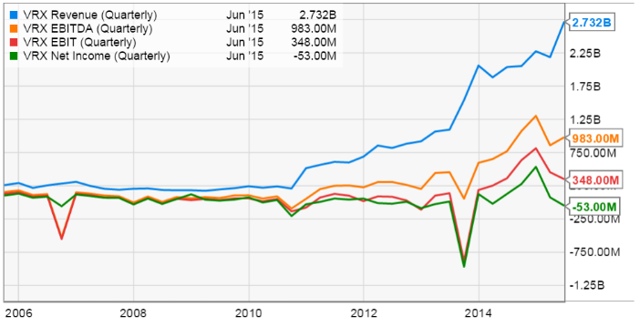 VRX Revenue (Quarterly) Jun '15 2.732B
VRX EBITDA (Quarterly) Jun '15 983.00M
VRX EBIT (Quarterly) Jun '15 348.00M
VRX Net Income (Quarterly) Jun '15 -53.00M
2.732B
2.25B
1.75B
1.25B
983.00M
750.00M
348.00M
-53.00M
-250.00M
-750.00M
-1.25B
2006 2008 2010 2012 2014